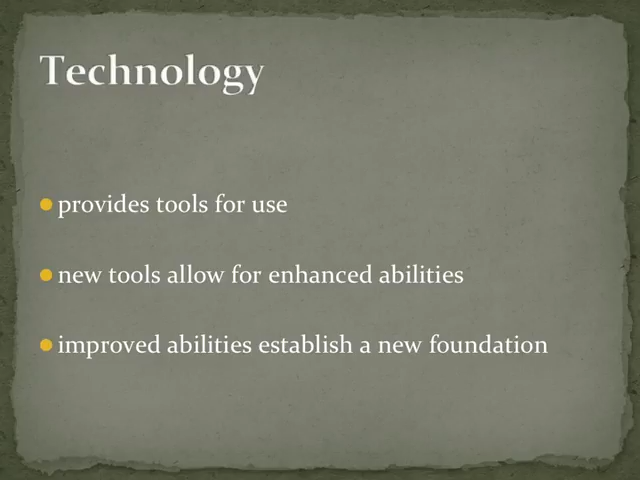 Technology
provides tools for use
new tools allow for enhanced abilities
improved abilities establish a new foundation